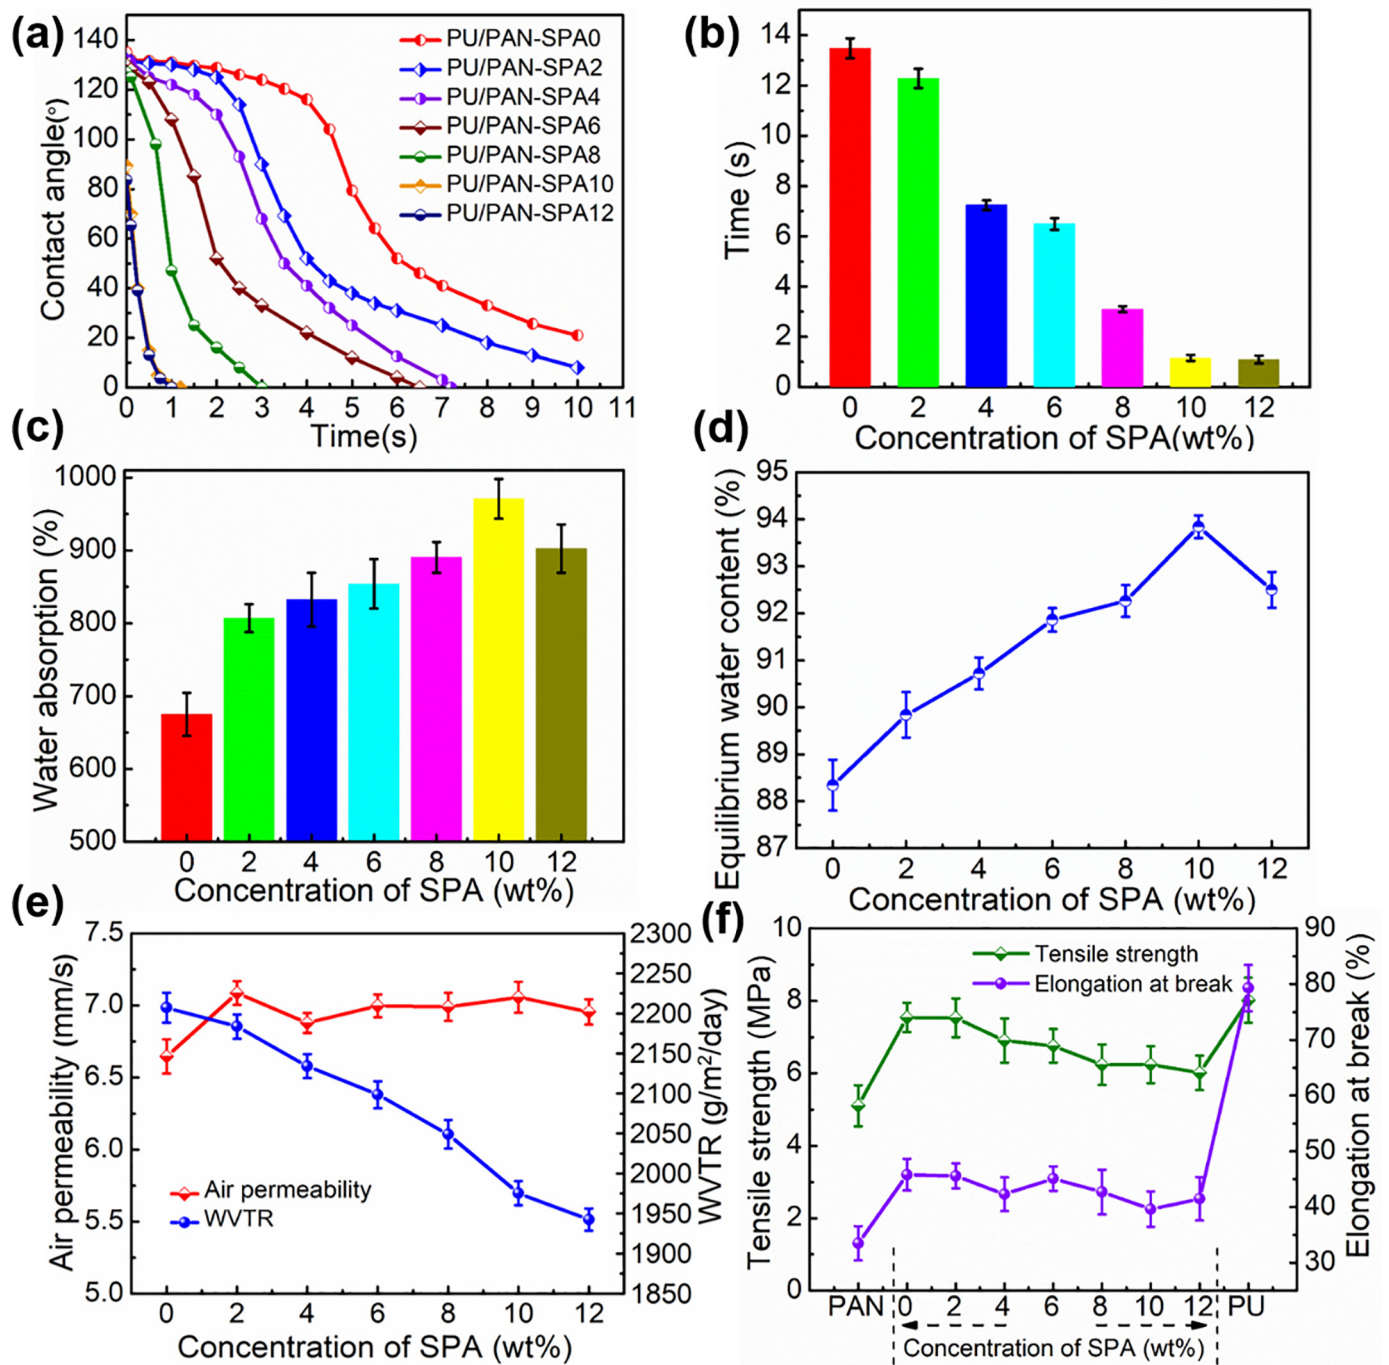 (a)
140
120
100
80
60
40
20
0
Contact angle(°)
PU/PAN-SPA0
PU/PAN-SPA2
PU/PAN-SPA4
PU/PAN-SPA6
PU/PAN-SPA8
PU/PAN-SPA10
PU/PAN-SPA12
0 1 2 3 4 5 6 7 8 9 10 11
Time(s)
(b)
14
12
10
8
6
4
2
0
Time (s)
0 2 4 6 8 10 12
Concentration of SPA(wt%)
(c)
1000
900
800
700
600
500
Water absorption (%)
0 2 4 6 8 10 12
Concentration of SPA (wt%)
(d)
95
94
93
92
91
90
89
88
87
Equilibrium water content (%)
0 2 4 6 8 10 12
Concentration of SPA (wt%)
(e)
7.5
7.0
6.5
6.0
5.5
5.0
Air permeability (mm/s)
Air permeability
WVTR
2300
2250
2200
2150
2100
2050
2000
1950
1900
1850
WVTR (g/m²/day)
0 2 4 6 8 10 12
Concentration of SPA (wt%)
(f)
10
8
6
4
2
0
Tensile strength (MPa)
Tensile strength
Elongation at break
90
80
70
60
50
40
30
Elongation at break (%)
PAN 0 2 4 6 8 10 12 PU
Concentration of SPA (wt%)